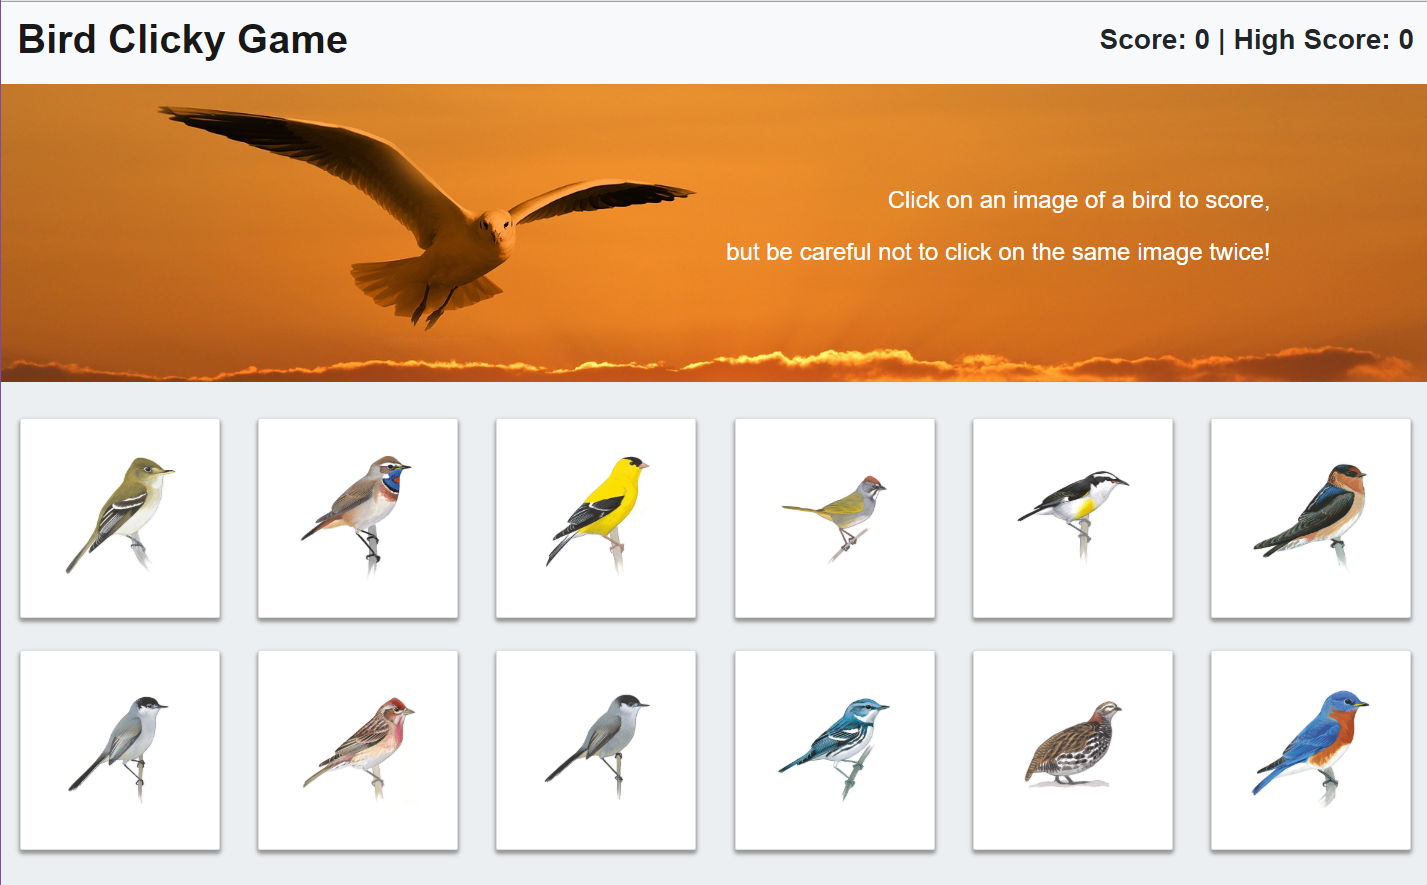 Bird Clicky Game
Score: 0 | High Score: 0
Click on an image of a bird to score,
but be careful not to click on the same image twice!